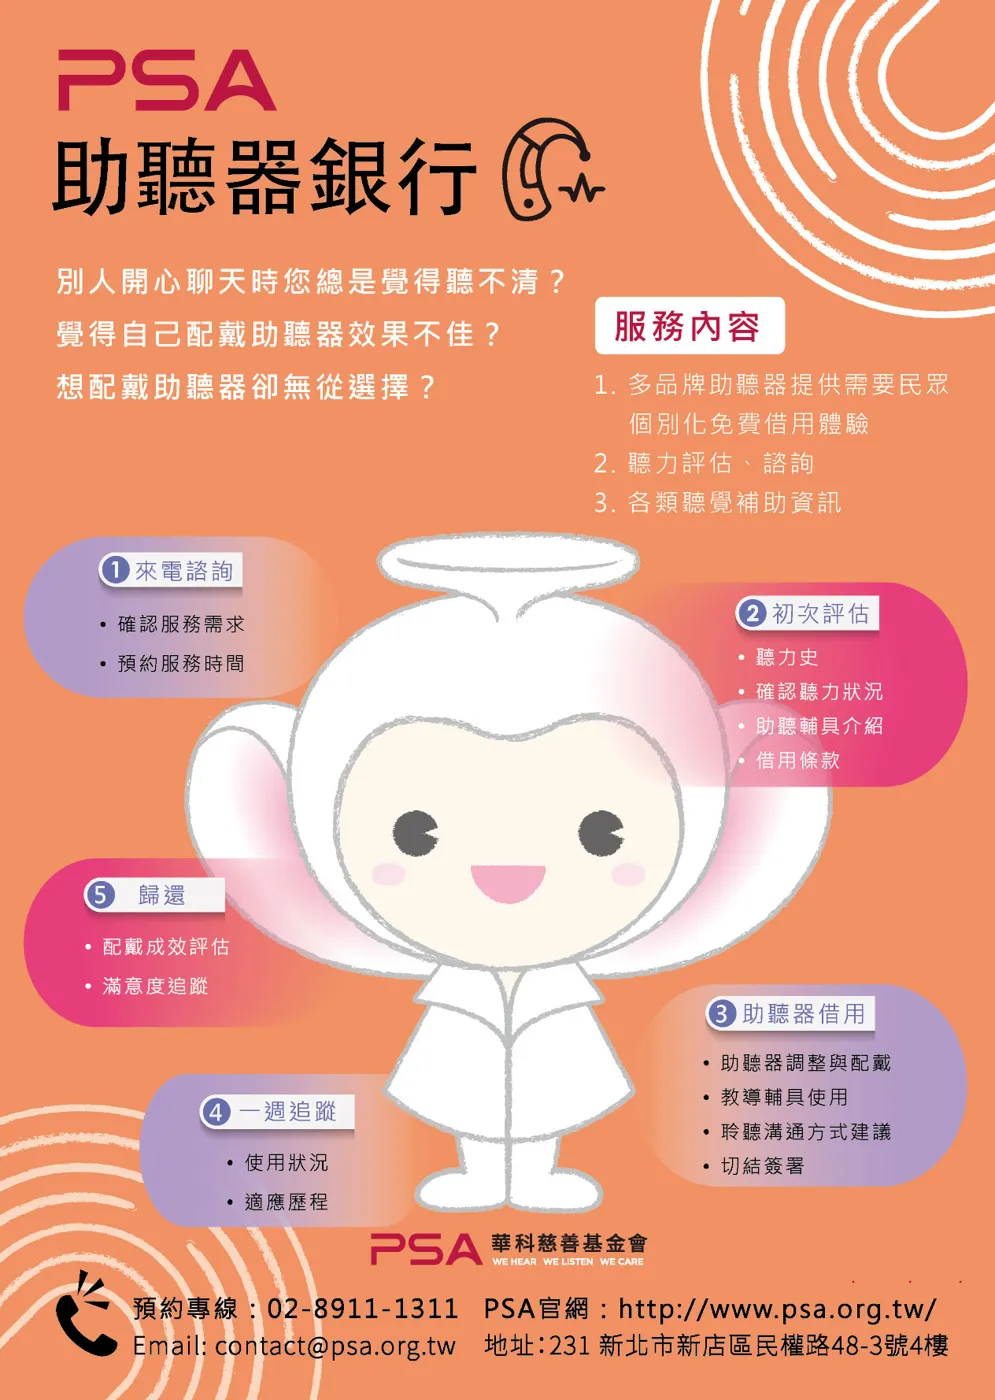 PSA
助聽器銀行
別人開心聊天時您總是覺得聽不清？
覺得自己配戴助聽器效果不佳？
想配戴助聽器卻無從選擇？
服務內容
1. 多品牌助聽器提供需要民眾
個別化免費借用體驗
2. 聽力評估、諮詢
3. 各類聽覺補助資訊
1 來電諮詢
• 確認服務需求
• 預約服務時間
2 初次評估
• 聽力史
• 確認聽力狀況
• 助聽輔具介紹
• 借用條款
3 助聽器借用
• 助聽器調整與配戴
• 教導輔具使用
• 聆聽溝通方式建議
• 切結簽署
4 一週追蹤
• 使用狀況
• 適應歷程
5 歸還
• 配戴成效評估
• 滿意度追蹤
PSA 華科慈善基金會
WE HEAR WE LISTEN WE CARE
預約專線：02-8911-1311 PSA官網：http://www.psa.org.tw/
Email: contact@psa.org.tw 地址:231 新北市新店區民權路48-3號4樓